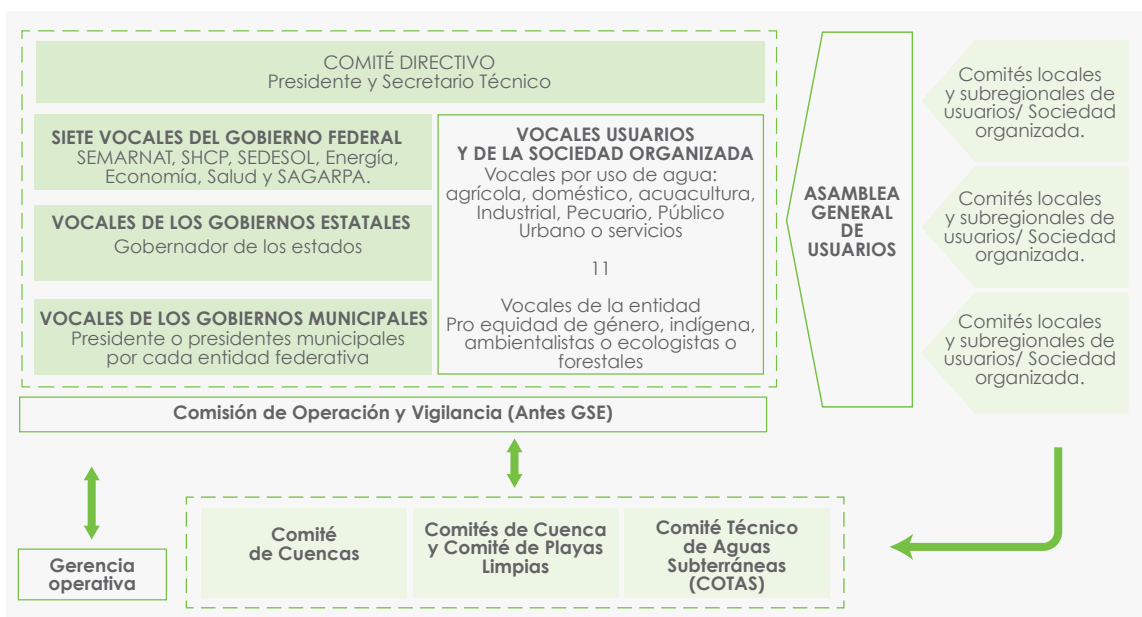 COMITÉ DIRECTIVO
Presidente y Secretario Técnico
SIETE VOCALES DEL GOBIERNO FEDERAL
SEMARNAT, SHCP, SEDESOL, Energía,
Economía, Salud y SAGARPA.
VOCALES DE LOS GOBIERNOS ESTATALES
Gobernador de los estados
VOCALES DE LOS GOBIERNOS MUNICIPALES
Presidente o presidentes municipales
por cada entidad federativa
VOCALES USUARIOS
Y DE LA SOCIEDAD ORGANIZADA
Vocales por uso de agua:
agrícola, doméstico, acuacultura,
Industrial, Pecuario, Público
Urbano o servicios
11
Vocales de la entidad
Pro equidad de género, indígena,
ambientalistas o ecologistas o
forestales
ASAMBLEA
GENERAL
DE
USUARIOS
Comités locales
y subregionales de
usuarios/ Sociedad
organizada.
Comités locales
y subregionales de
usuarios/ Sociedad
organizada.
Comités locales
y subregionales de
usuarios/ Sociedad
organizada.
Comisión de Operación y Vigilancia (Antes GSE)
Gerencia
operativa
Comité
de Cuencas
Comités de Cuenca
y Comité de Playas
Limpias
Comité Técnico
de Aguas
Subterráneas
(COTAS)